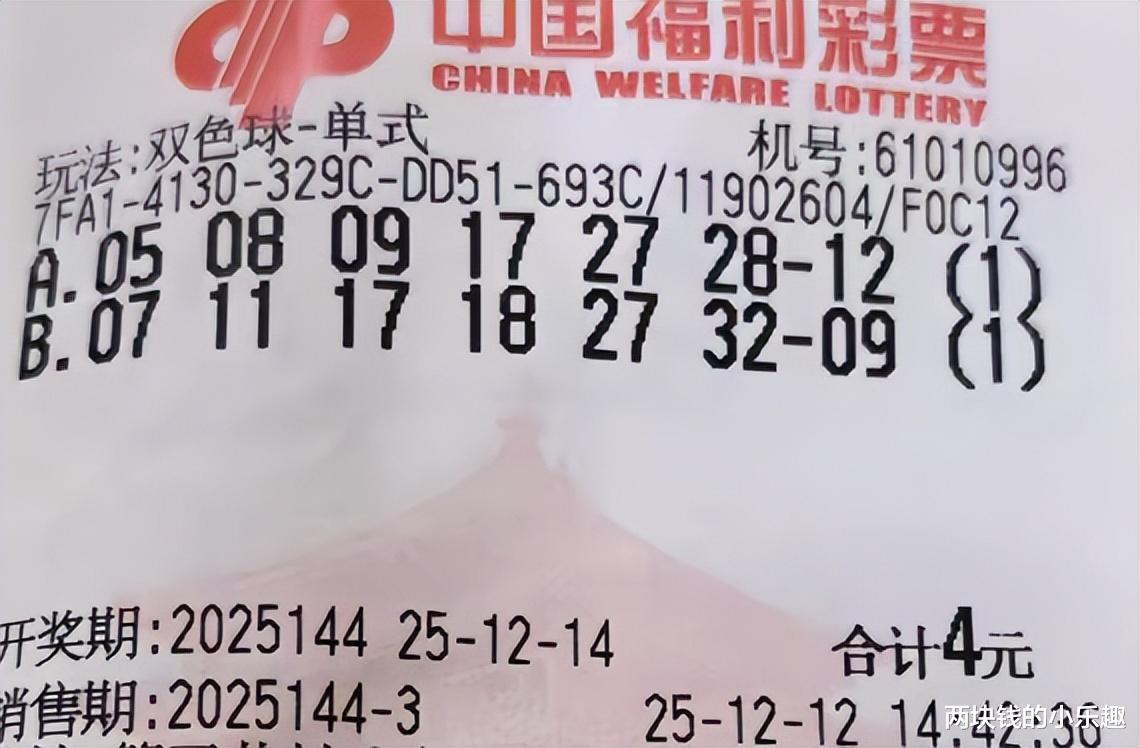 中国福利彩票
CHINA WELFARE LOTTERY
玩法:双色球-单式 机号:61010996
7FA1-4130-329C-DD51-693C/11902604/F0C12
A.05 08 09 17 27 28-12 (1)
B.07 11 17 18 27 32-09 (1)
开奖期:2025144 25-12-14 合计4元
销售期:2025144-3 25-12-12 14:42:36
两块钱的小乐趣